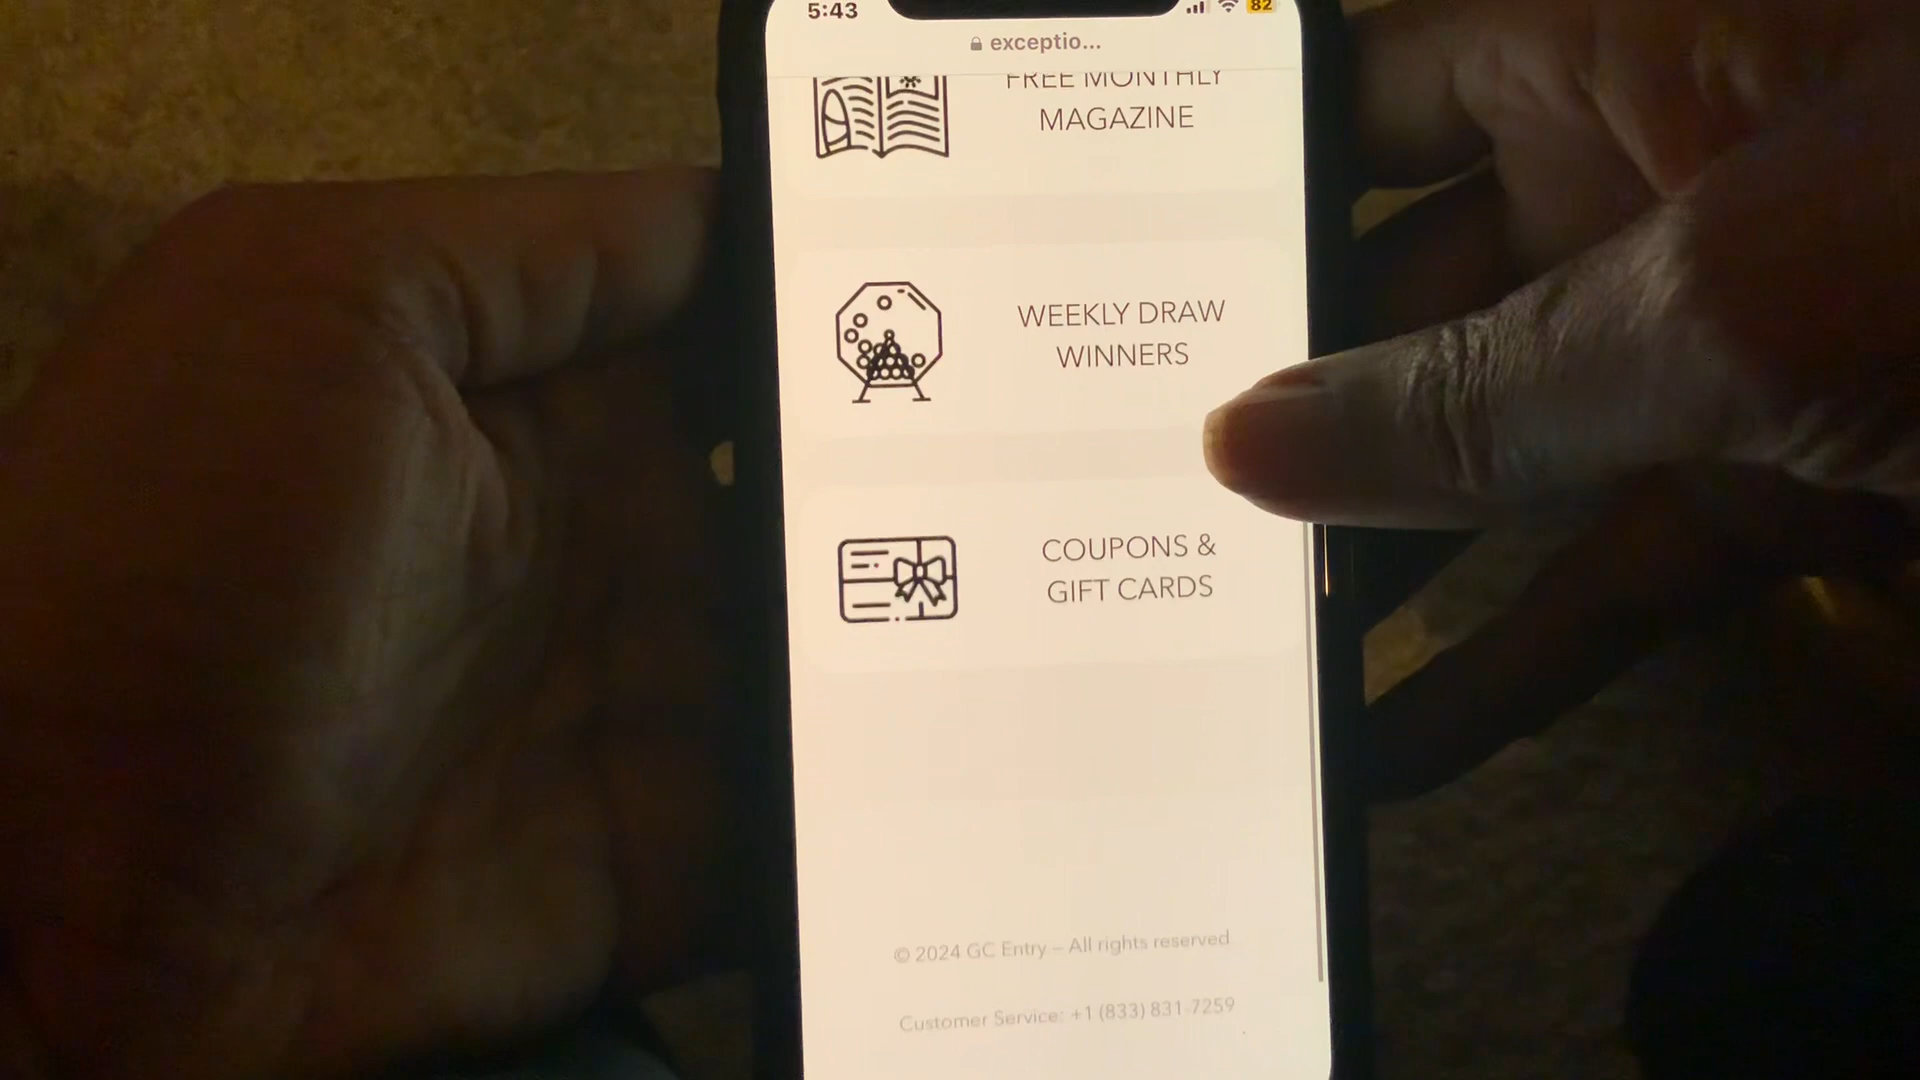 5:43
82
exceptio...
FREE MONTHLY
MAGAZINE
WEEKLY DRAW
WINNERS
COUPONS &
GIFT CARDS
© 2024 GC Entry – All rights reserved
Customer Service: +1 (833) 831-7259